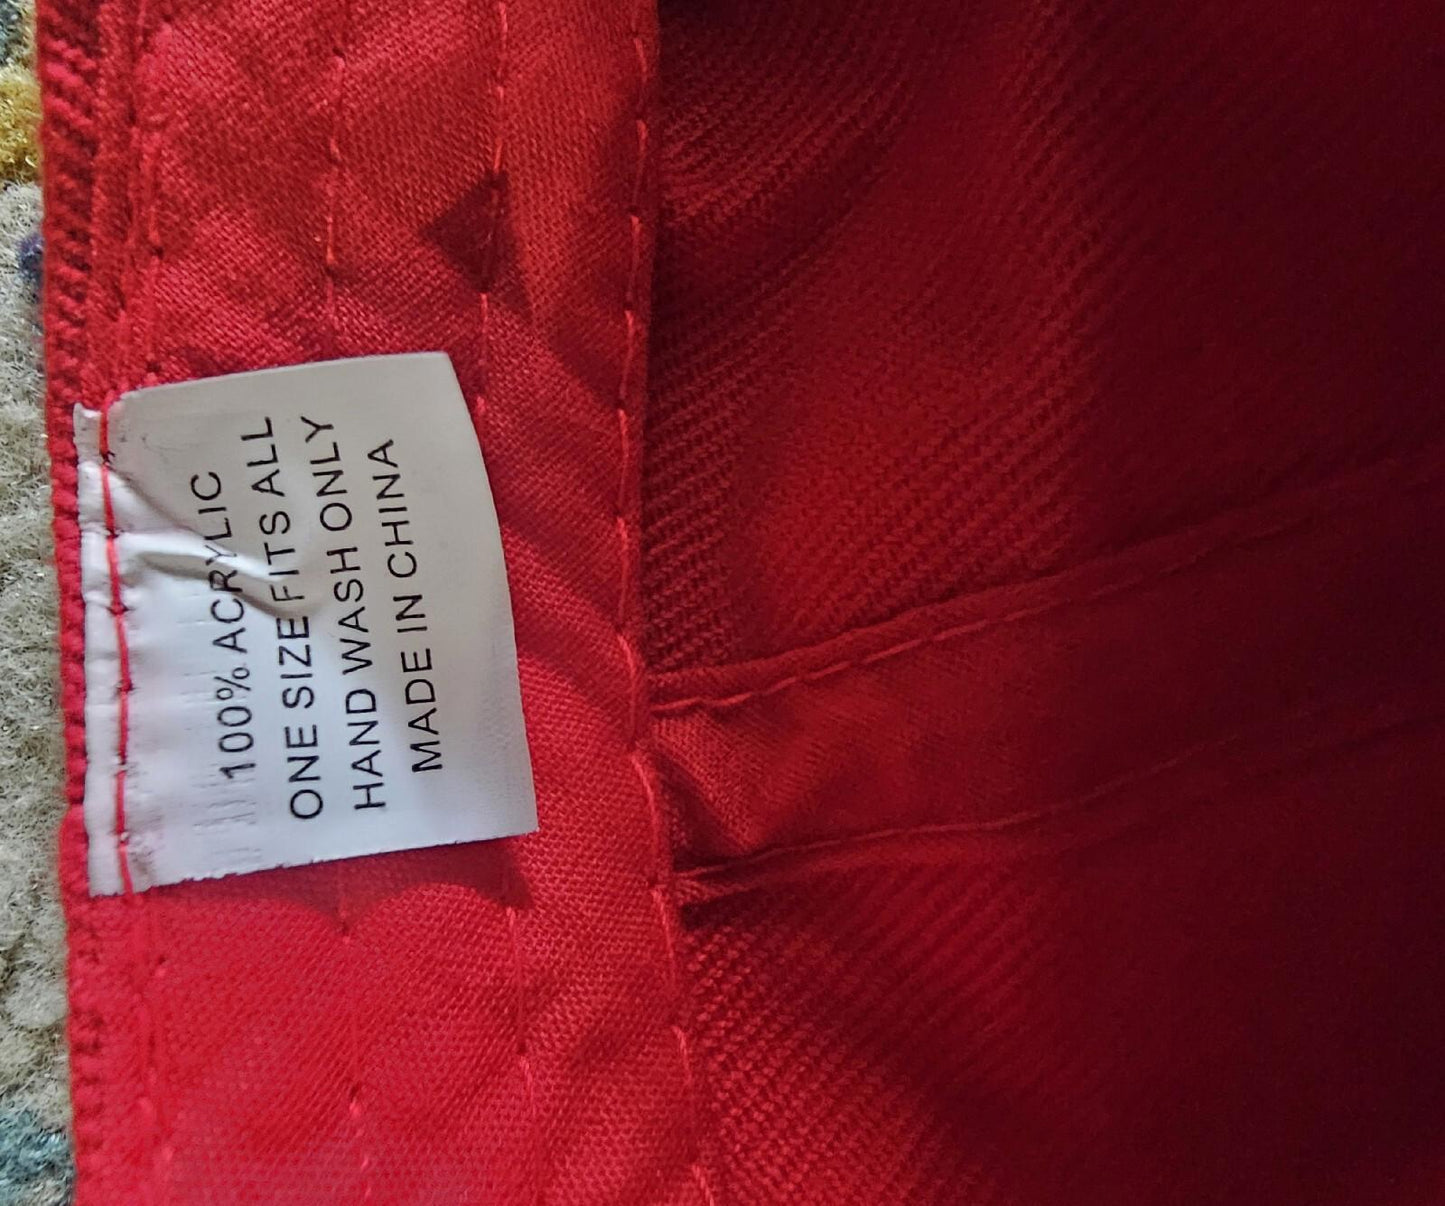 100% ACRYLIC
ONE SIZE FITS ALL
HAND WASH ONLY
MADE IN CHINA